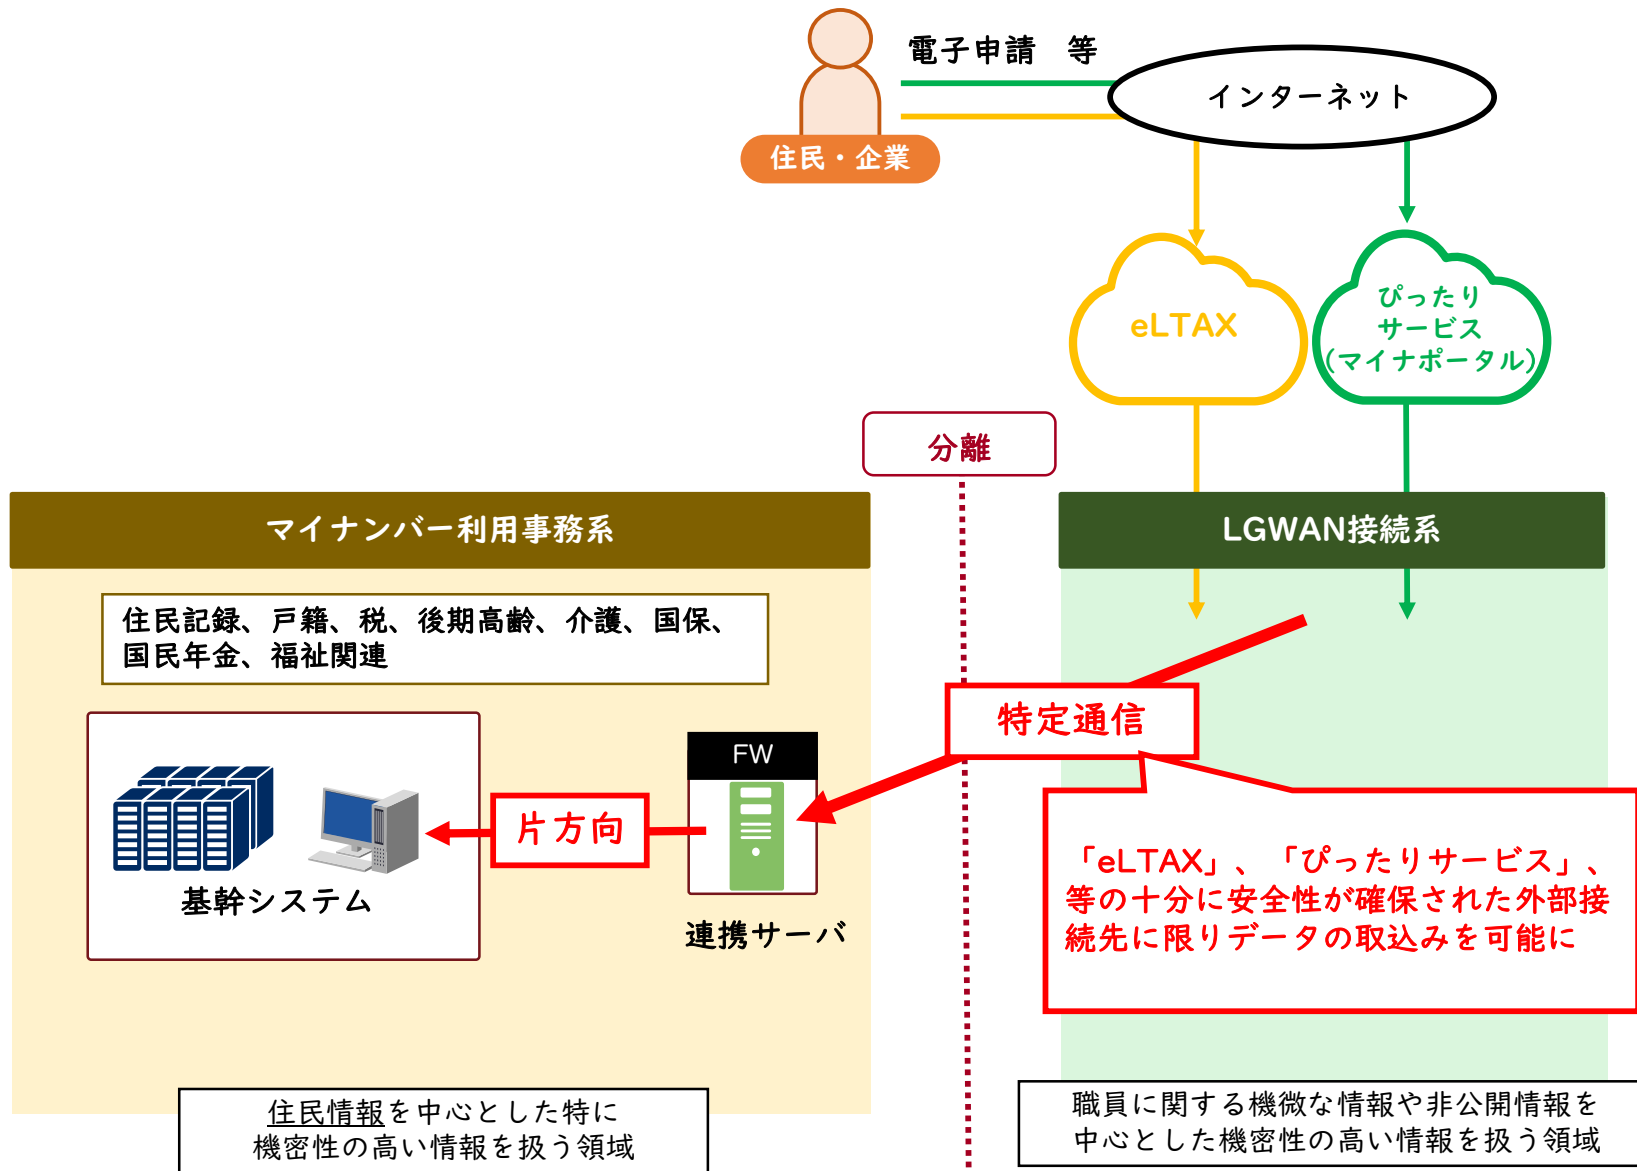 電子申請　等
インターネット
住民・企業
eLTAX
ぴったり
サービス
(マイナポータル)
分離
マイナンバー利用事務系
LGWAN接続系
住民記録、戸籍、税、後期高齢、介護、国保、
国民年金、福祉関連
特定通信
FW
片方向
基幹システム
連携サーバ
「eLTAX」、「ぴったりサービス」、
等の十分に安全性が確保された外部接
続先に限りデータの取込みを可能に
住民情報を中心とした特に
機密性の高い情報を扱う領域
職員に関する機微な情報や非公開情報を
中心とした機密性の高い情報を扱う領域